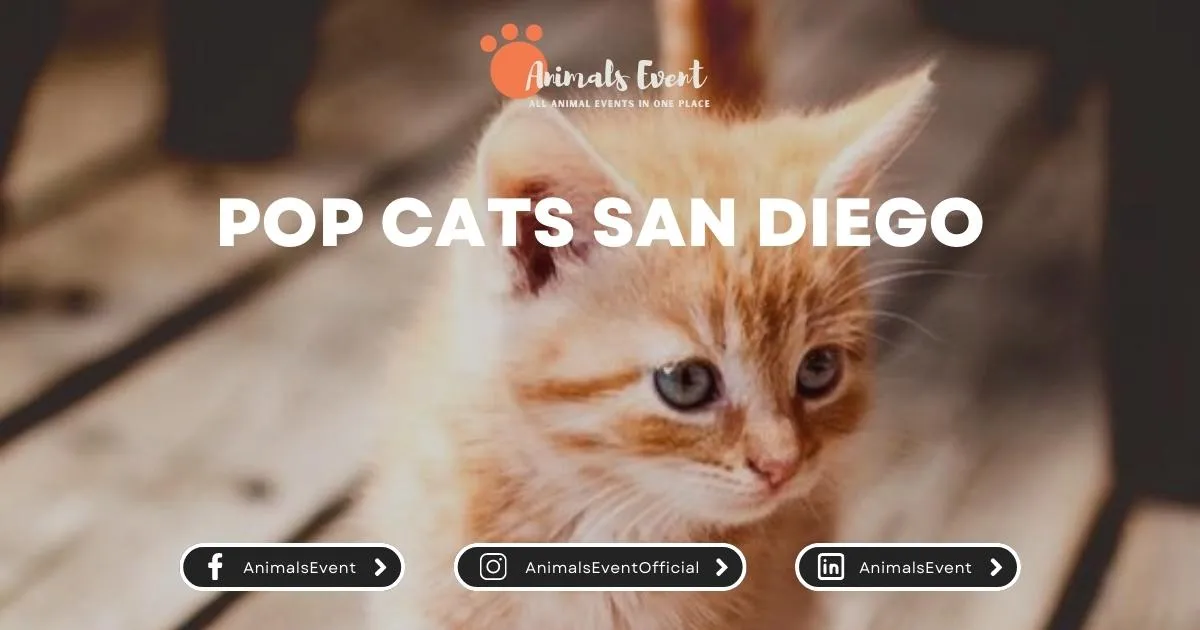 Animals Event
ALL ANIMAL EVENTS IN ONE PLACE
POP CATS SAN DIEGO
AnimalsEvent
AnimalsEventOfficial
AnimalsEvent